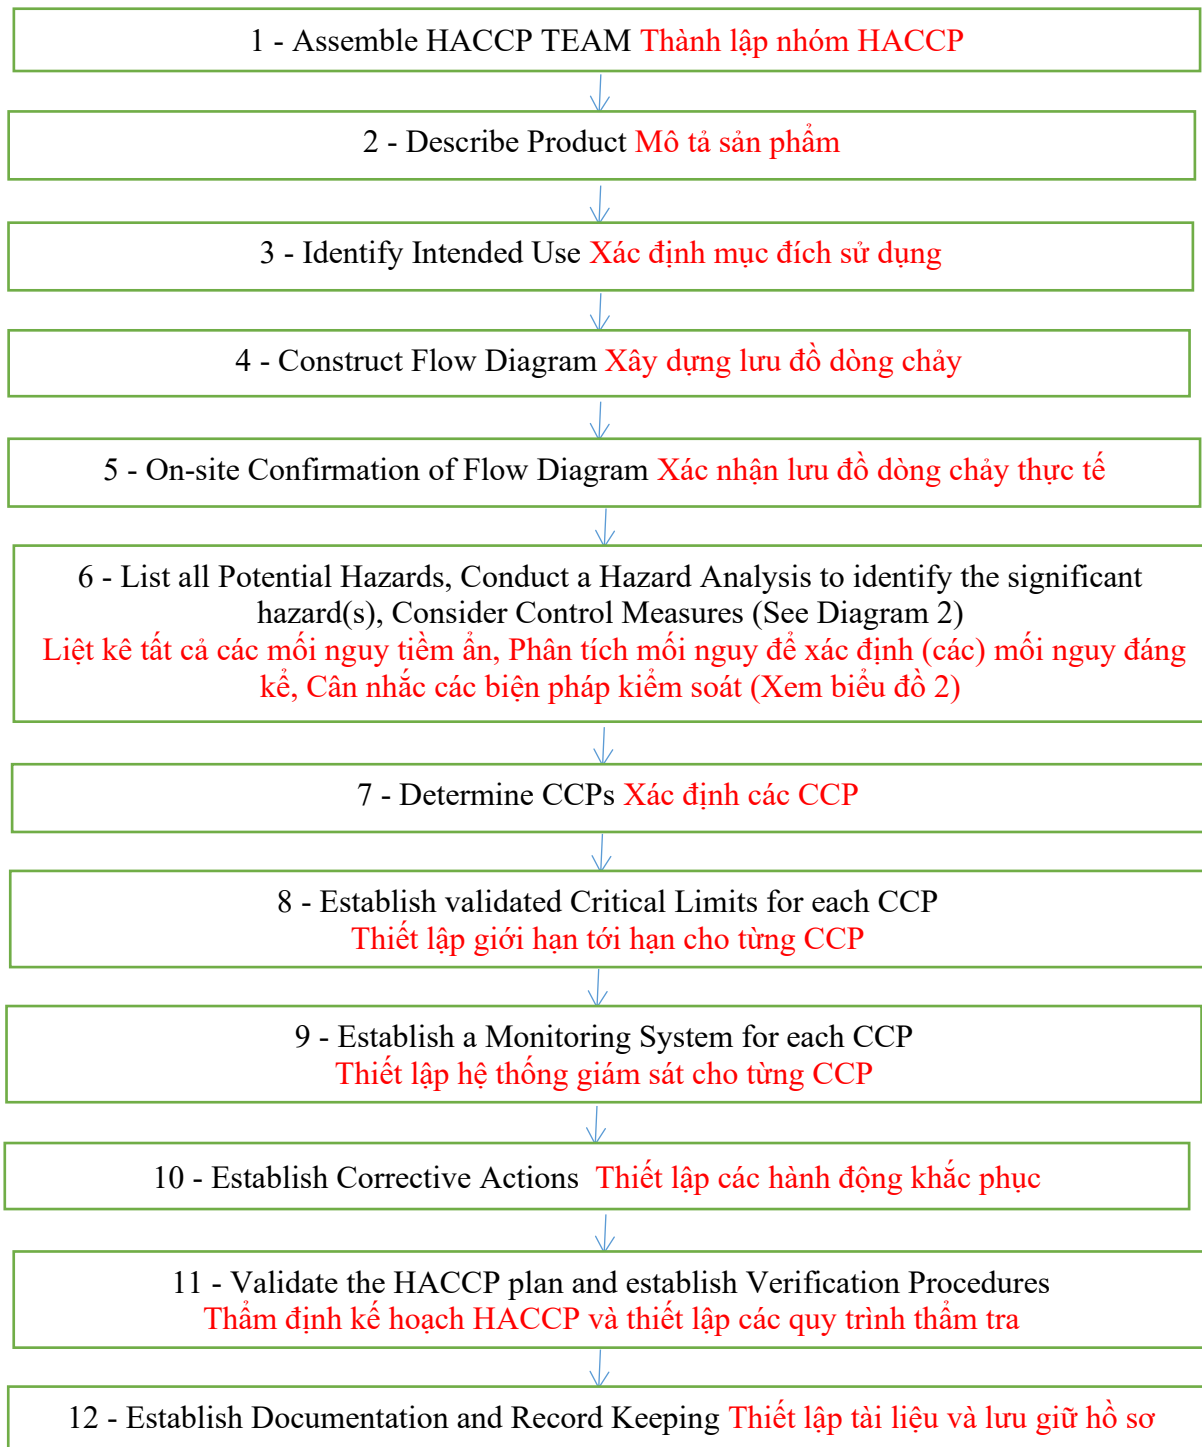 1 - Assemble HACCP TEAM Thành lập nhóm HACCP
2 - Describe Product Mô tả sản phẩm
3 - Identify Intended Use Xác định mục đích sử dụng
4 - Construct Flow Diagram Xây dựng lưu đồ dòng chảy
5 - On-site Confirmation of Flow Diagram Xác nhận lưu đồ dòng chảy thực tế
6 - List all Potential Hazards, Conduct a Hazard Analysis to identify the significant
hazard(s), Consider Control Measures (See Diagram 2)
Liệt kê tất cả các mối nguy tiềm ẩn, Phân tích mối nguy để xác định (các) mối nguy đáng
kể, Cân nhắc các biện pháp kiểm soát (Xem biểu đồ 2)
7 - Determine CCPs Xác định các CCP
8 - Establish validated Critical Limits for each CCP
Thiết lập giới hạn tới hạn cho từng CCP
9 - Establish a Monitoring System for each CCP
Thiết lập hệ thống giám sát cho từng CCP
10 - Establish Corrective Actions Thiết lập các hành động khắc phục
11 - Validate the HACCP plan and establish Verification Procedures
Thẩm định kế hoạch HACCP và thiết lập các quy trình thẩm tra
12 - Establish Documentation and Record Keeping Thiết lập tài liệu và lưu giữ hồ sơ